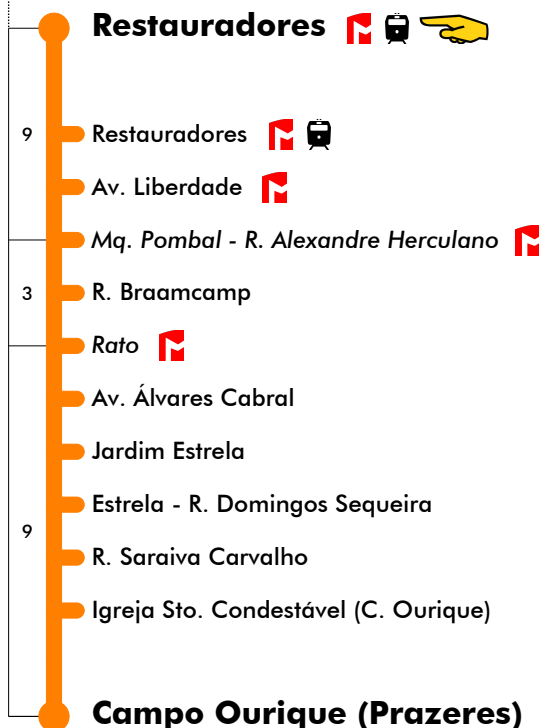 Restauradores
9 Restauradores
Av. Liberdade
Mq. Pombal - R. Alexandre Herculano
3 R. Braamcamp
Rato
Av. Álvares Cabral
Jardim Estrela
Estrela - R. Domingos Sequeira
9
R. Saraiva Carvalho
Igreja Sto. Condestável (C. Ourique)
Campo Ourique (Prazeres)